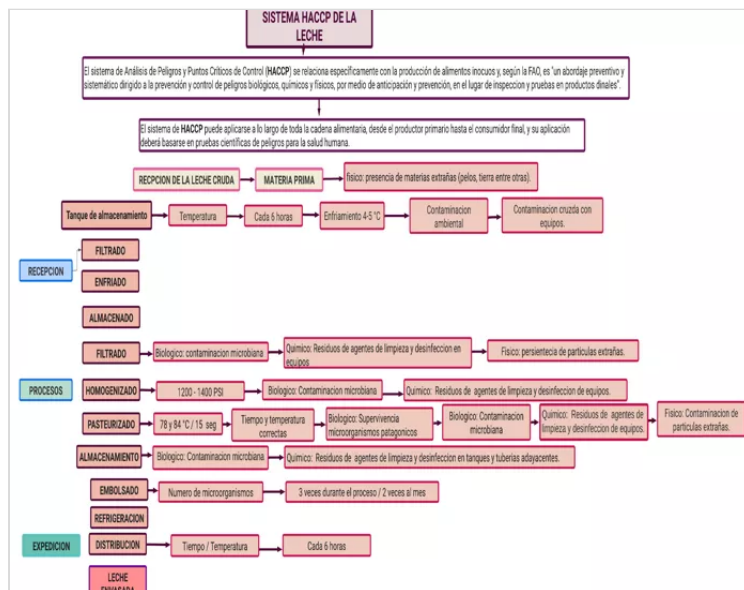 SISTEMA HACCP DE LA
LECHE
El sistema de Análisis de Peligros y Puntos Críticos de Control (HACCP) se relaciona específicamente con la producción de alimentos inocuos y, según la FAO, es "un abordaje preventivo y
sistemático dirigido a la prevención y control de peligros biológicos, químicos y físicos, por medio de anticipación y prevención, en el lugar de inspeccion y pruebas en productos dinales".
El sistema de HACCP puede aplicarse a lo largo de toda la cadena alimentaria, desde el productor primario hasta el consumidor final, y su aplicación
deberá basarse en pruebas científicas de peligros para la salud humana.
RECPCION DE LA LECHE CRUDA
MATERIA PRIMA
fisico: presencia de materias extrañas (pelos, tierra entre otras).
Tanque de almacenamiento
Temperatura
Cada 6 horas
Enfriamiento 4-5 °C
Contaminacion
ambiental
Contaminacion cruzda con
equipos.
RECEPCION
FILTRADO
ENFRIADO
ALMACENADO
FILTRADO
Biologico: contaminacion microbiana
Quimico: Residuos de agentes de limpieza y desinfeccion en
equipos
Fisico: persientecia de particulas extrañas.
PROCESOS
HOMOGENIZADO
1200 - 1400 PSI
Biologico: Contaminacion microbiana
Quimico: Residuos de agentes de limpieza y desinfeccion de equipos.
PASTEURIZADO
78 y 84 °C / 15 seg
Tiempo y temperatura
correctas
Biologico: Supervivencia
microorganismos patagonicos
Biologico: Contaminacion
microbiana
Quimico: Residuos de agentes de
limpieza y desinfeccion de equipos.
Fisico: Contaminacion de
particulas extrañas.
ALMACENAMIENTO
Biologico: Contaminacion microbiana
Quimico: Residuos de agentes de limpieza y desinfeccion en tanques y tuberias adayacentes.
EMBOLSADO
Numero de microorganismos
3 veces durante el proceso / 2 veces al mes
REFRIGERACION
EXPEDICION
DISTRIBUCION
Tiempo / Temperatura
Cada 6 horas
LECHE
ENVASADA